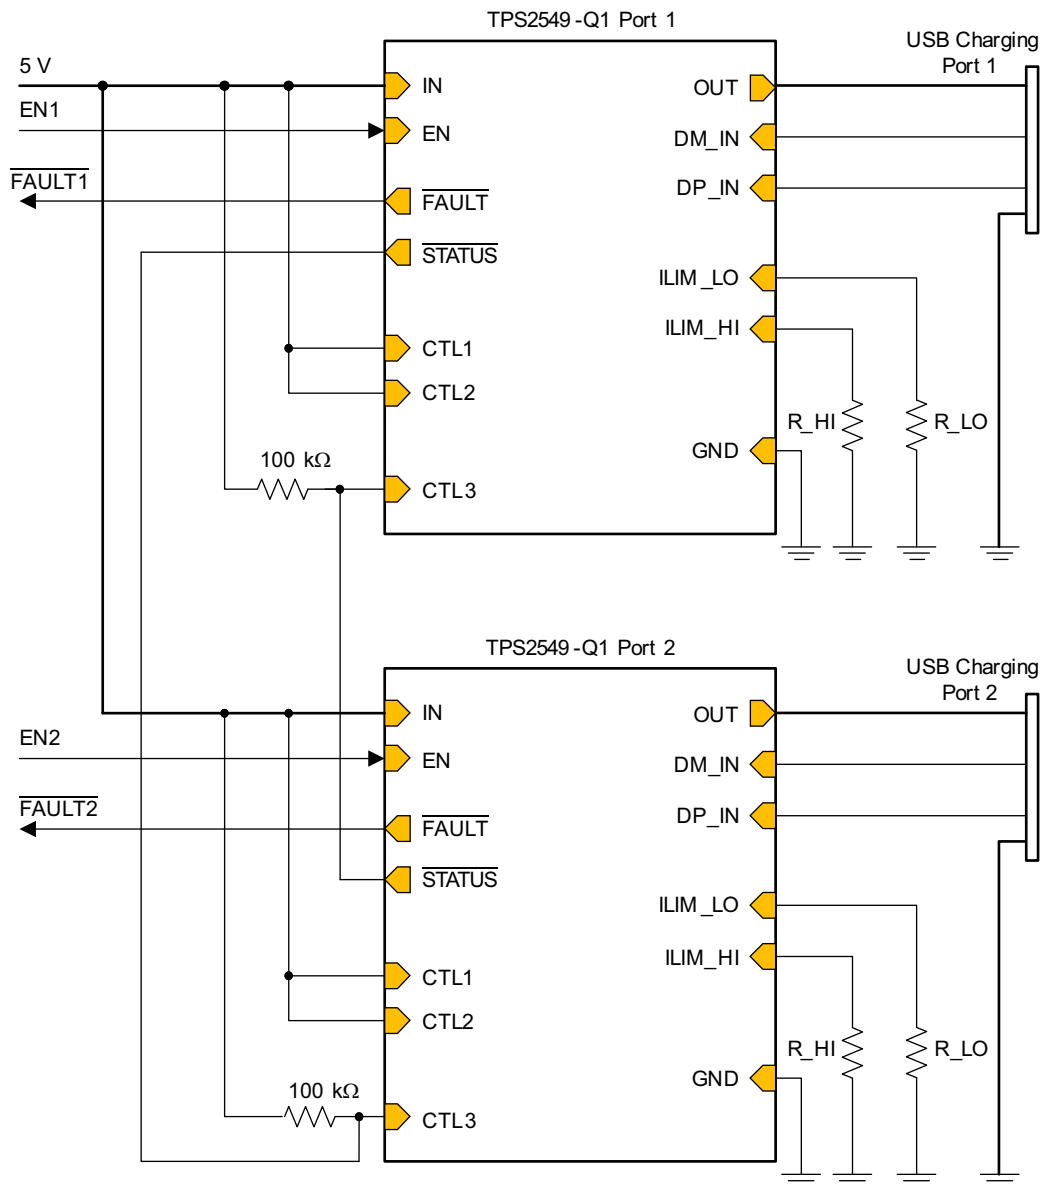 TPS2549-Q1 Port 1
USB Charging
Port 1
5 V
IN
OUT
EN1
EN
DM_IN
FAULT1
FAULT
DP_IN
STATUS
ILIM_LO
ILIM_HI
CTL1
CTL2
R_HI
R_LO
GND
100 kΩ
CTL3
TPS2549-Q1 Port 2
USB Charging
Port 2
IN
OUT
EN2
EN
DM_IN
FAULT2
FAULT
DP_IN
STATUS
ILIM_LO
ILIM_HI
CTL1
CTL2
R_HI
R_LO
GND
100 kΩ
CTL3